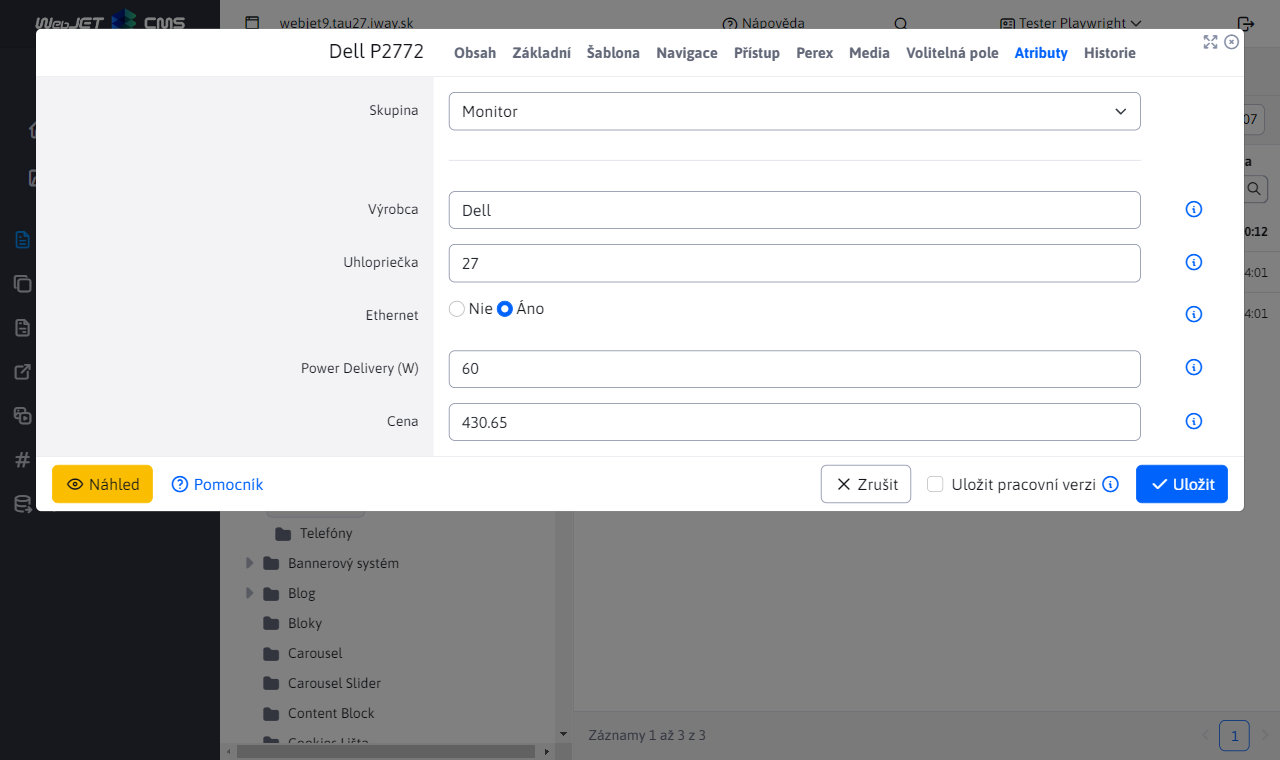 WebJET CMS
webjet9.tau27.iway.sk
Nápověda
Tester Playwright
Dell P2772
Obsah
Základní
Šablona
Navigace
Přístup
Perex
Media
Volitelná pole
Atributy
Historie
Skupina
Monitor
07
a
Výrobca
Dell
0:12
Uhlopriečka
27
4:01
Ethernet
Nie
Áno
4:01
Power Delivery (W)
60
Cena
430.65
Náhled
Pomocník
Zrušit
Uložit pracovní verzi
Uložit
Telefóny
Bannerový systém
Blog
Bloky
Carousel
Carousel Slider
Content Block
Cookies Lišta
Záznamy 1 až 3 z 3
1